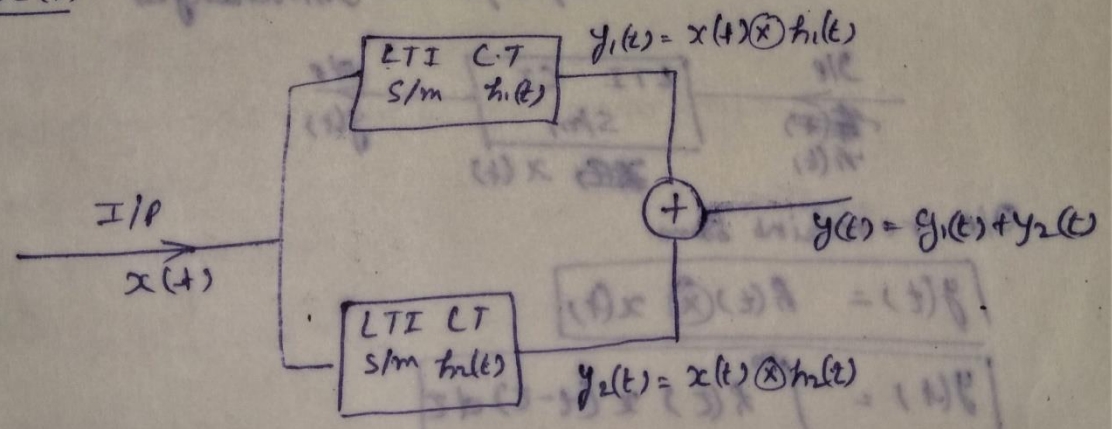 LTI C.T
S/m h₁(t)
y₁(t) = x(t) ⊛ h₁(t)
I/P
x(t)
+
y(t) = y₁(t) + y₂(t)
LTI CT
S/m h₂(t)
y₂(t) = x(t) ⊛ h₂(t)